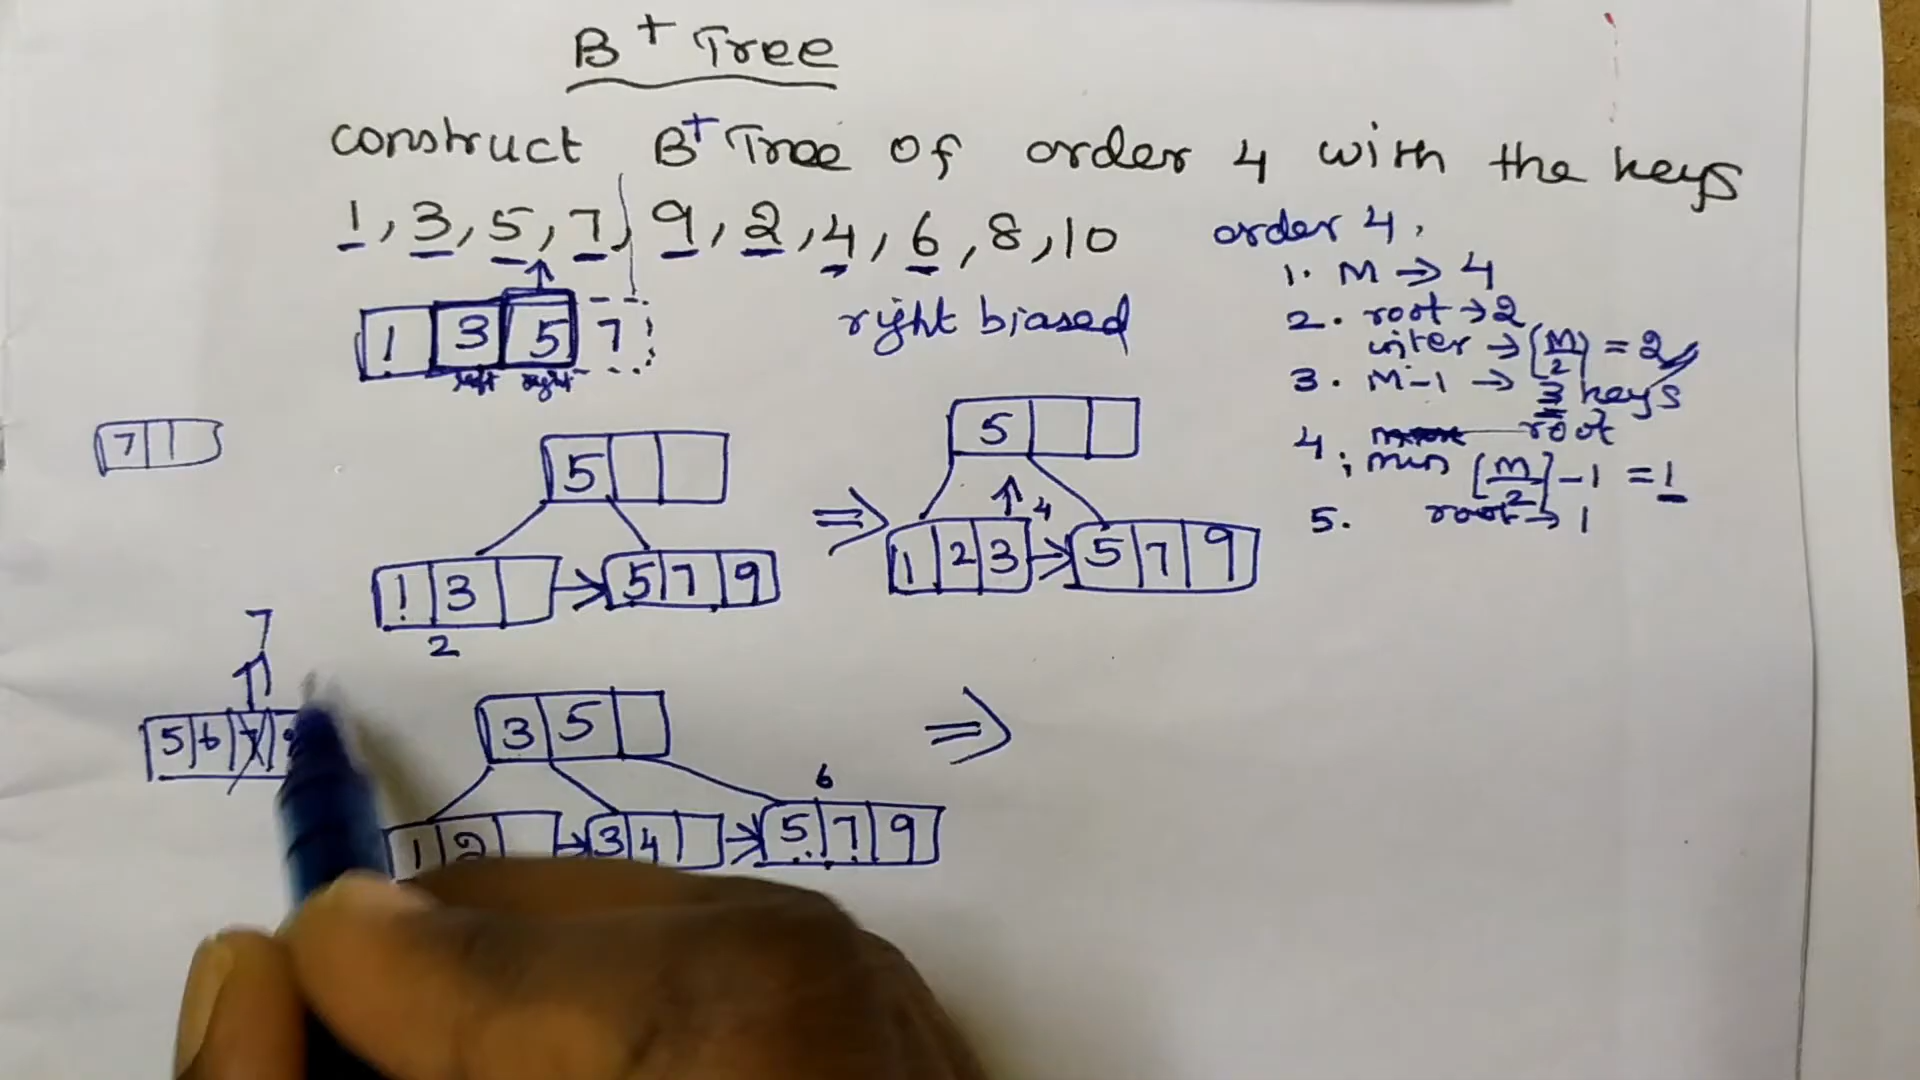 B+ Tree
construct B+ Tree of order 4 with the keys
1, 3, 5, 7, 9, 2, 4, 6, 8, 10
order 4,
1. M → 4
2. root → 2
inter → [M/2] = 2
3. M-1 → 3 keys
root
4. min [M/2] - 1 = 1
5. root → 1
right biased
1 3 5 7
left right
7
5
1 3 → 5 7 9
2
⇒
5
↑ 4
1 2 3 → 5 7 9
7
5 6 7
3 5
6
1 2 → 3 4 → 5 7 9
⇒